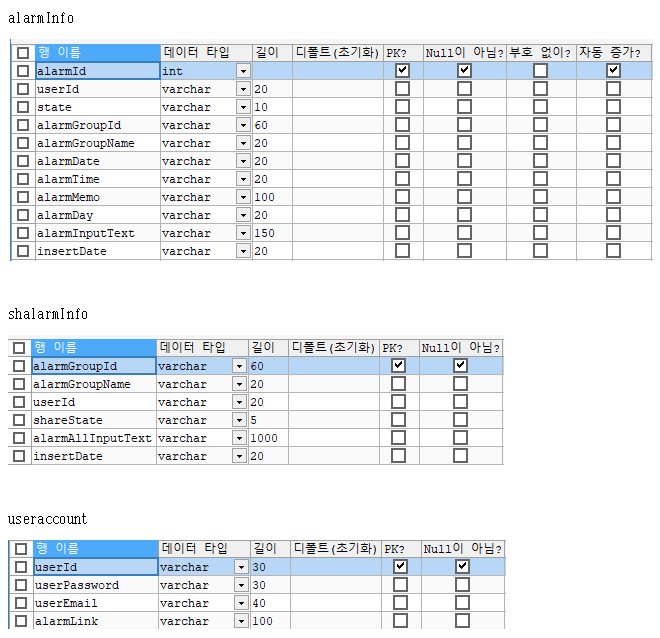 alarmInfo
행 이름 데이터 타입 길이 디폴트(초기화) PK? Null이 아님? 부호 없이? 자동 증가?
alarmId int
userId varchar 20
state varchar 10
alarmGroupId varchar 60
alarmGroupName varchar 20
alarmDate varchar 20
alarmTime varchar 20
alarmMemo varchar 100
alarmDay varchar 20
alarmInputText varchar 150
insertDate varchar 20
shalarmInfo
행 이름 데이터 타입 길이 디폴트(초기화) PK? Null이 아님?
alarmGroupId varchar 60
alarmGroupName varchar 20
userId varchar 20
shareState varchar 5
alarmAllInputText varchar 1000
insertDate varchar 20
useraccount
행 이름 데이터 타입 길이 디폴트(초기화) PK? Null이 아님?
userId varchar 30
userPassword varchar 30
userEmail varchar 40
alarmLink varchar 100